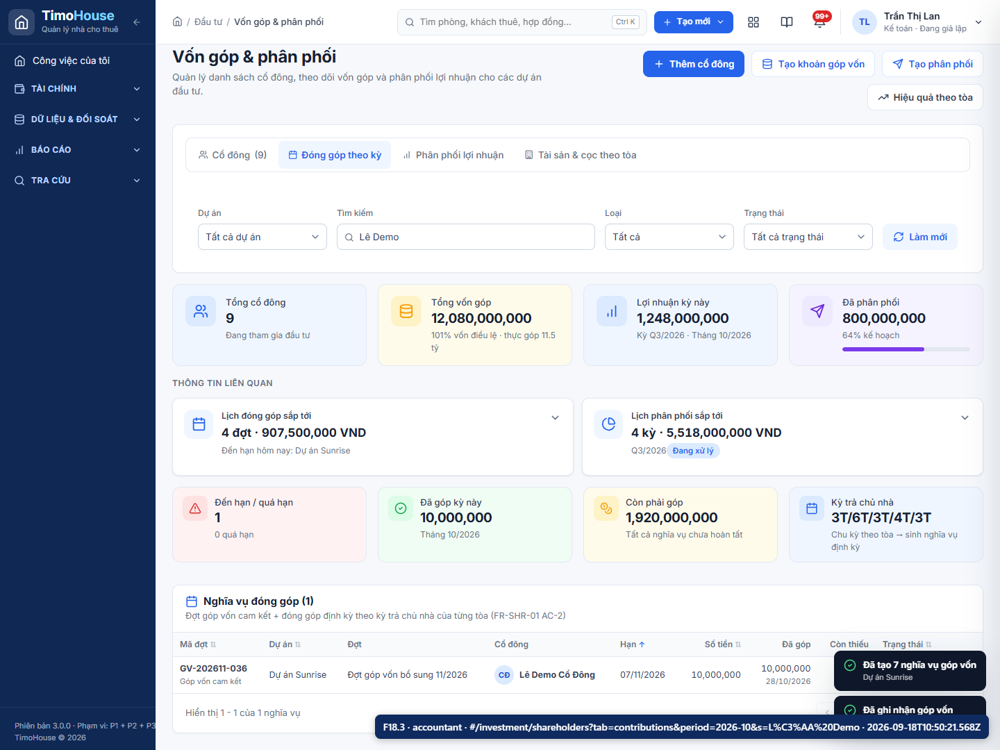 TimoHouse
Quản lý nhà cho thuê
Công việc của tôi
TÀI CHÍNH
DỮ LIỆU & ĐỐI SOÁT
BÁO CÁO
TRA CỨU
Phiên bản 3.0.0 · Phạm vi: P1 + P2 + P3
TimoHouse © 2026
/ Đầu tư / Vốn góp & phân phối
Tìm phòng, khách thuê, hợp đồng...
Ctrl K
Tạo mới
99+
TL
Trần Thị Lan
Kế toán · Đang giả lập
Vốn góp & phân phối
Quản lý danh sách cổ đông, theo dõi vốn góp và phân phối lợi nhuận cho các dự án
đầu tư.
Thêm cổ đông
Tạo khoản góp vốn
Tạo phân phối
Hiệu quả theo tòa
Cổ đông (9)
Đóng góp theo kỳ
Phân phối lợi nhuận
Tài sản & cọc theo tòa
Dự án
Tìm kiếm
Loại
Trạng thái
Tất cả dự án
Lê Demo
Tất cả
Tất cả trạng thái
Làm mới
Tổng cổ đông
9
Đang tham gia đầu tư
Tổng vốn góp
12,080,000,000
101% vốn điều lệ · thực góp 11.5
tỷ
Lợi nhuận kỳ này
1,248,000,000
Kỳ Q3/2026 · Tháng 10/2026
Đã phân phối
800,000,000
64% kế hoạch
THÔNG TIN LIÊN QUAN
Lịch đóng góp sắp tới
4 đợt · 907,500,000 VND
Đến hạn hôm nay: Dự án Sunrise
Lịch phân phối sắp tới
4 kỳ · 5,518,000,000 VND
Q3/2026 Đang xử lý
Đến hạn / quá hạn
1
0 quá hạn
Đã góp kỳ này
10,000,000
Tháng 10/2026
Còn phải góp
1,920,000,000
Tất cả nghĩa vụ chưa hoàn tất
Kỳ trả chủ nhà
3T/6T/3T/4T/3T
Chu kỳ theo tòa → sinh nghĩa vụ
định kỳ
Nghĩa vụ đóng góp (1)
Đợt góp vốn cam kết + đóng góp định kỳ theo kỳ trả chủ nhà của từng tòa (FR-SHR-01 AC-2)
Mã đợt
Dự án
Đợt
Cổ đông
Hạn
Số tiền
Đã góp
Còn thiếu
Trạng thái
GV-202611-036
Góp vốn cam kết
Dự án Sunrise
Đợt góp vốn bổ sung 11/2026
CĐ
Lê Demo Cổ Đông
07/11/2026
10,000,000
10,000,000
28/10/2026
Hiển thị 1 - 1 của 1 nghĩa vụ
Đã tạo 7 nghĩa vụ góp vốn
Dự án Sunrise
Đã ghi nhận góp vốn
F18.3 · accountant · #/investment/shareholders?tab=contributions&period=2026-10&s=L%C3%AA%20Demo · 2026-09-18T10:50:21.568Z